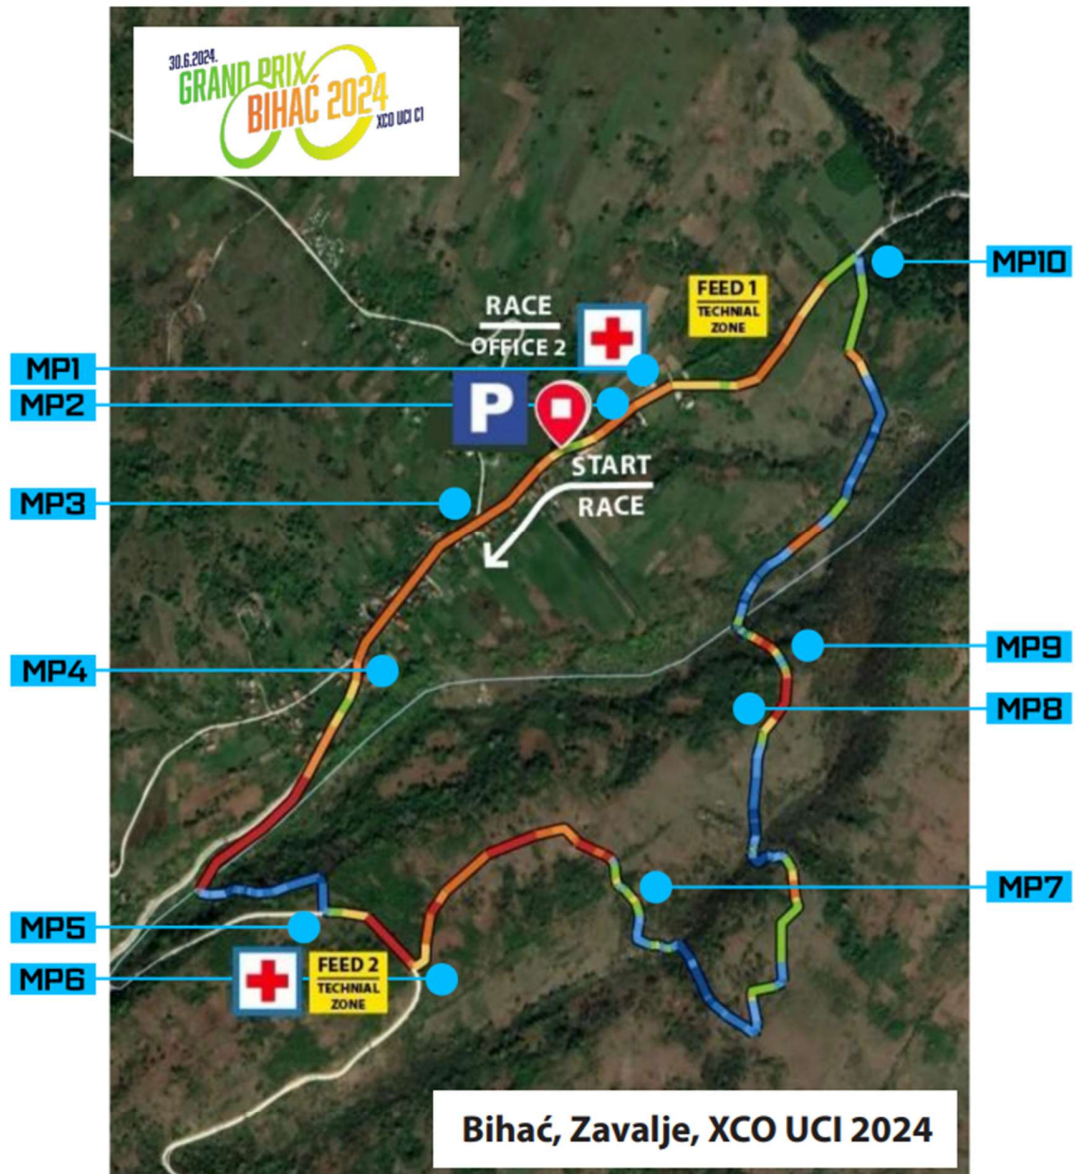 30.6.2024.
GRAND PRIX
BIHAĆ 2024
XCO UCI C1
MP10
FEED 1
TECHNIAL
ZONE
RACE
OFFICE 2
MP1
MP2
P
START
RACE
MP3
MP4
MP9
MP8
MP7
MP5
MP6
FEED 2
TECHNIAL
ZONE
Bihać, Zavalje, XCO UCI 2024